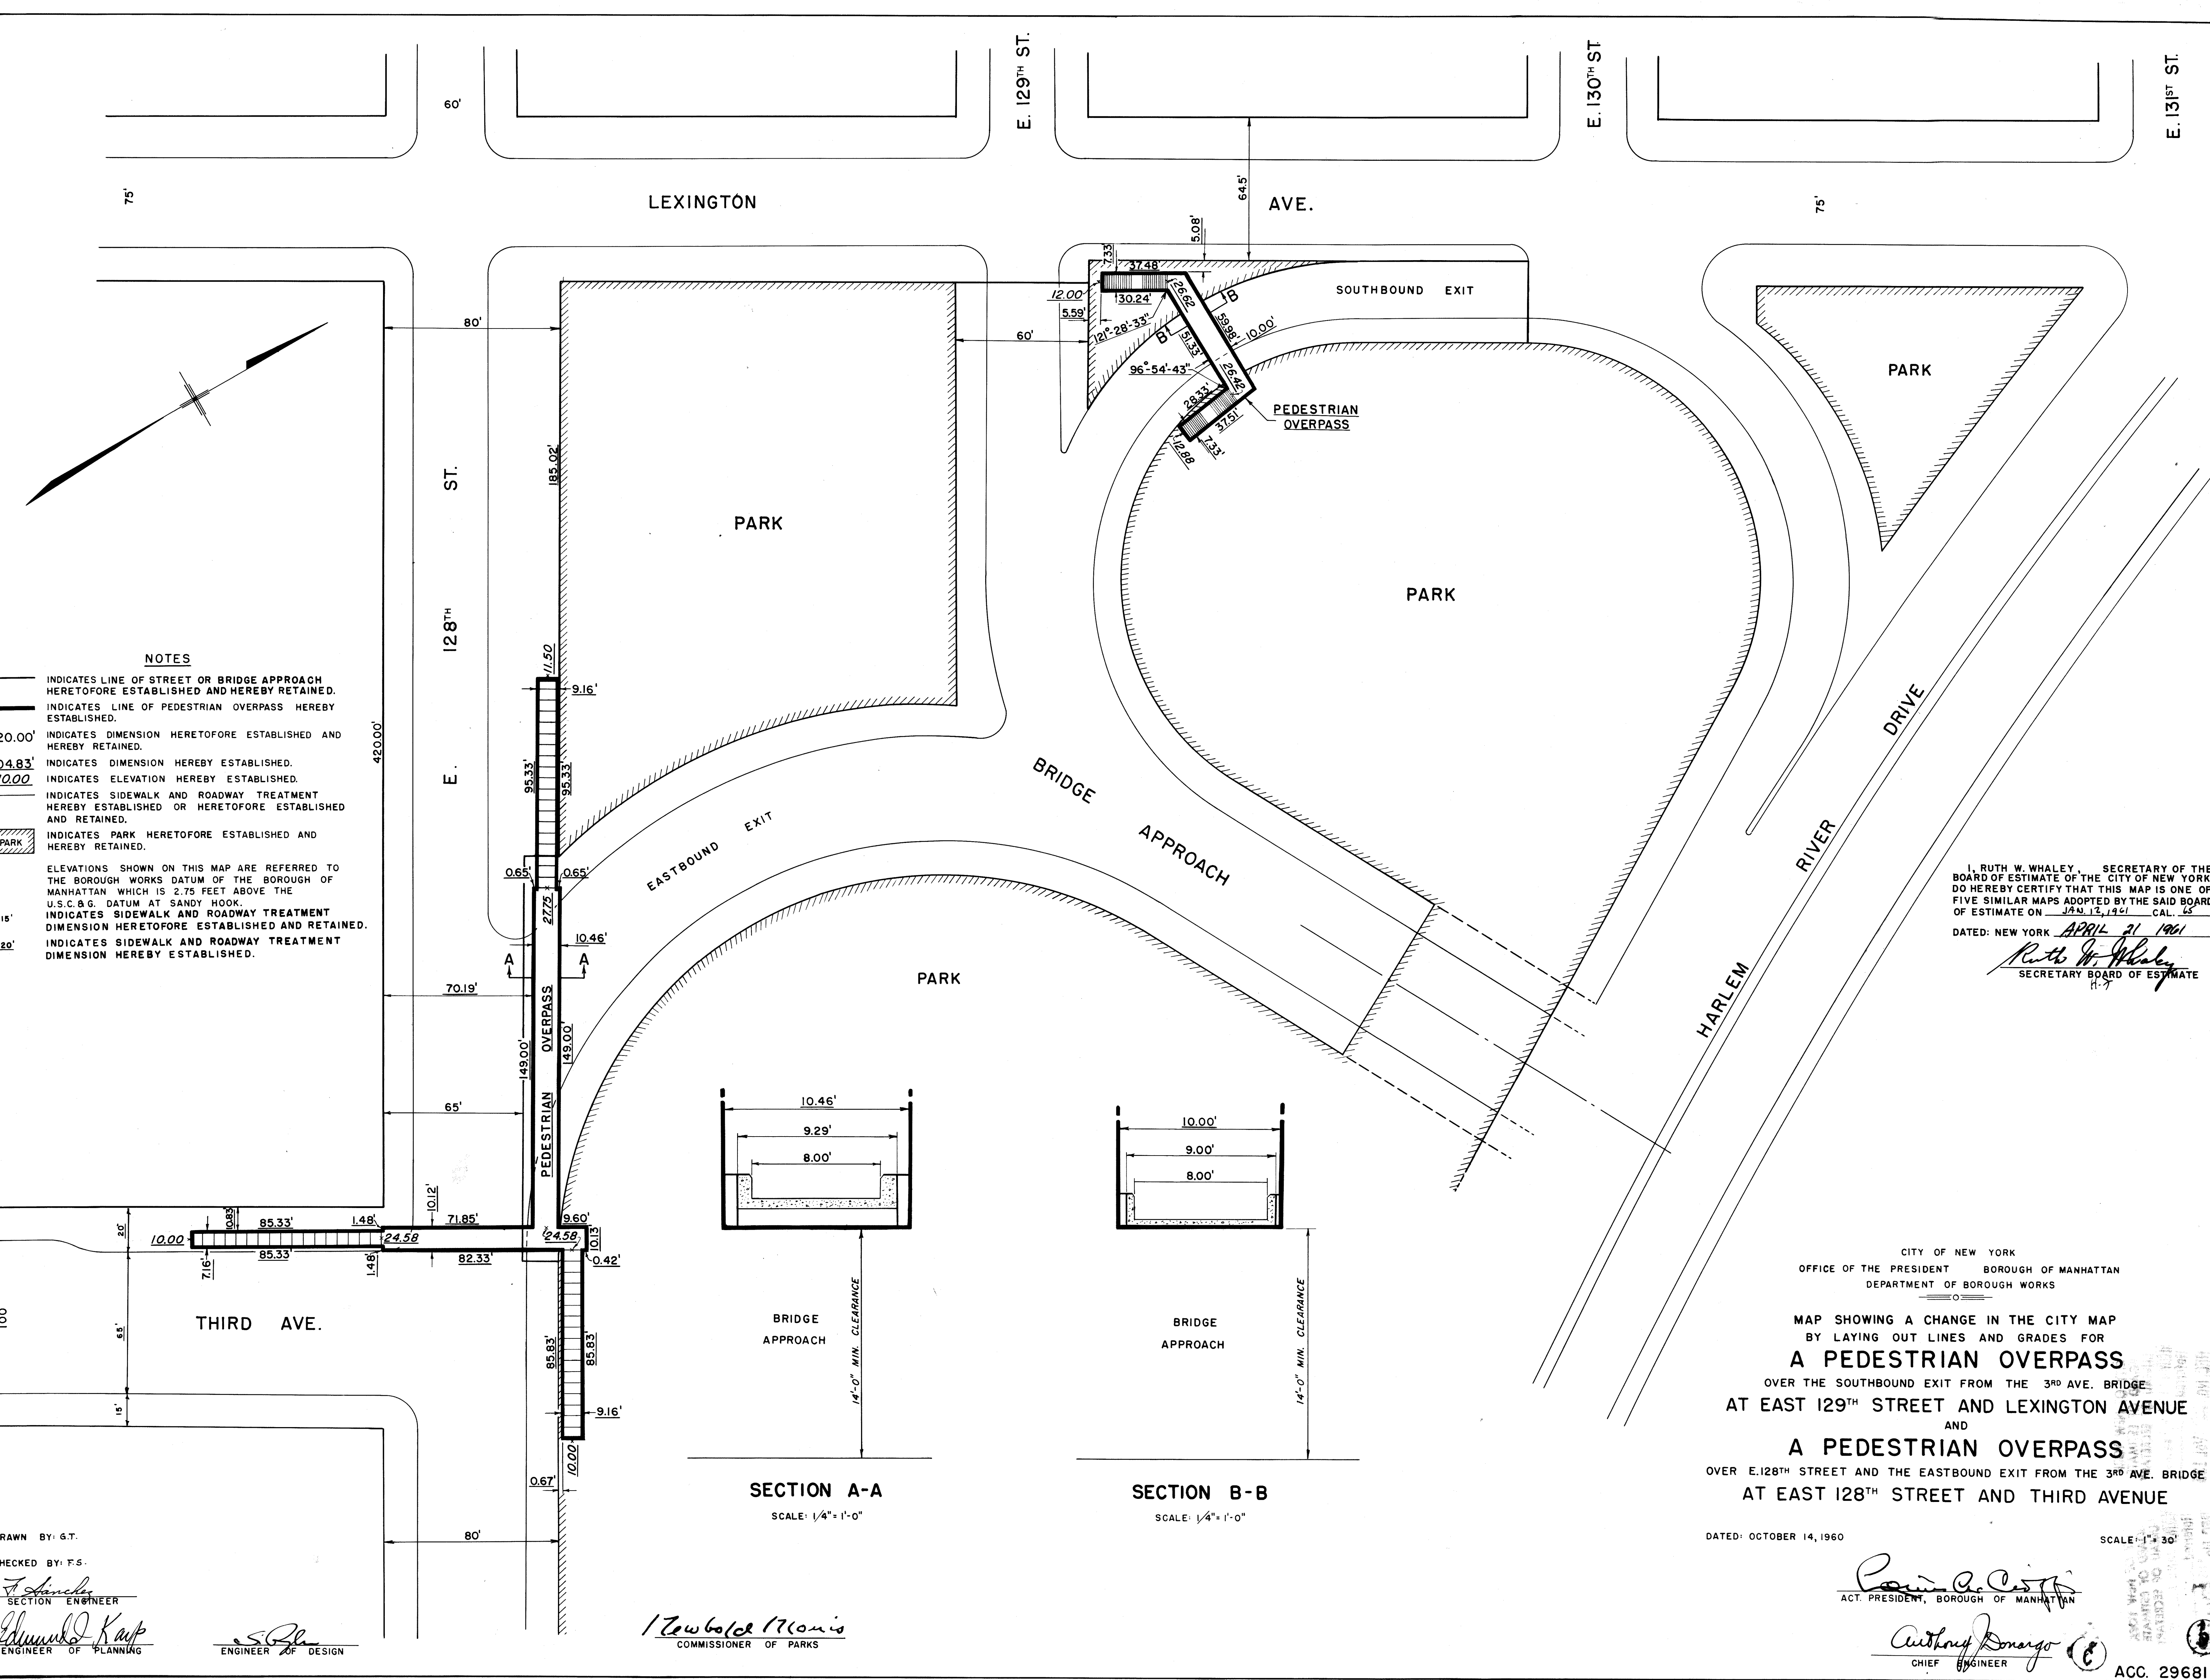 E. 129TH ST.
E. 130TH ST.
E. 131ST ST.
60'
75'
LEXINGTON AVE.
64.5'
75'
5.08'
7.33'
37.48'
12.00
30.24'
5.59'
121°-28'-33"
26.62
B
B
59.98'
10.00'
51.33'
96°-54'-43"
26.42
28.33'
37.51'
12.88
7.33'
SOUTHBOUND EXIT
PEDESTRIAN
OVERPASS
80'
60'
185.02'
PARK
PARK
PARK
E. 128TH ST.
420.00'
NOTES
INDICATES LINE OF STREET OR BRIDGE APPROACH
HERETOFORE ESTABLISHED AND HEREBY RETAINED.
INDICATES LINE OF PEDESTRIAN OVERPASS HEREBY
ESTABLISHED.
20.00' INDICATES DIMENSION HERETOFORE ESTABLISHED AND
HEREBY RETAINED.
04.83' INDICATES DIMENSION HEREBY ESTABLISHED.
0.00 INDICATES ELEVATION HEREBY ESTABLISHED.
INDICATES SIDEWALK AND ROADWAY TREATMENT
HEREBY ESTABLISHED OR HERETOFORE ESTABLISHED
AND RETAINED.
PARK INDICATES PARK HERETOFORE ESTABLISHED AND
HEREBY RETAINED.
ELEVATIONS SHOWN ON THIS MAP ARE REFERRED TO
THE BOROUGH WORKS DATUM OF THE BOROUGH OF
MANHATTAN WHICH IS 2.75 FEET ABOVE THE
U.S.C.&G. DATUM AT SANDY HOOK.
15' INDICATES SIDEWALK AND ROADWAY TREATMENT
DIMENSION HERETOFORE ESTABLISHED AND RETAINED.
20' INDICATES SIDEWALK AND ROADWAY TREATMENT
DIMENSION HEREBY ESTABLISHED.
11.50
9.16'
95.33'
95.33'
0.65'
0.65'
27.75
10.46'
A
A
70.19'
149.00'
149.00'
PEDESTRIAN OVERPASS
65'
EASTBOUND EXIT
BRIDGE APPROACH
PARK
HARLEM RIVER DRIVE
20'
10.83'
10.00
85.33'
85.33'
7.16'
1.48'
1.48'
24.58
10.12'
71.85'
82.33'
9.60'
24.58
10.13'
0.42'
THIRD AVE.
100
65'
15'
85.83'
85.83'
9.16'
10.00
0.67'
80'
10.46'
9.29'
8.00'
BRIDGE
APPROACH
14'-0" MIN. CLEARANCE
SECTION A-A
SCALE: 1/4"=1'-0"
10.00'
9.00'
8.00'
BRIDGE
APPROACH
14'-0" MIN. CLEARANCE
SECTION B-B
SCALE: 1/4"=1'-0"
I, RUTH W. WHALEY, SECRETARY OF THE
BOARD OF ESTIMATE OF THE CITY OF NEW YORK
DO HEREBY CERTIFY THAT THIS MAP IS ONE OF
FIVE SIMILAR MAPS ADOPTED BY THE SAID BOARD
OF ESTIMATE ON JAN. 12, 1961 CAL. 65
DATED: NEW YORK APRIL 21 1961
Ruth W. Whaley
SECRETARY BOARD OF ESTIMATE
CITY OF NEW YORK
OFFICE OF THE PRESIDENT BOROUGH OF MANHATTAN
DEPARTMENT OF BOROUGH WORKS
MAP SHOWING A CHANGE IN THE CITY MAP
BY LAYING OUT LINES AND GRADES FOR
A PEDESTRIAN OVERPASS
OVER THE SOUTHBOUND EXIT FROM THE 3RD AVE. BRIDGE
AT EAST 129TH STREET AND LEXINGTON AVENUE
AND
A PEDESTRIAN OVERPASS
OVER E.128TH STREET AND THE EASTBOUND EXIT FROM THE 3RD AVE. BRIDGE
AT EAST 128TH STREET AND THIRD AVENUE
DATED: OCTOBER 14, 1960 SCALE: 1"=30'
ACT. PRESIDENT, BOROUGH OF MANHATTAN
CHIEF ENGINEER
ACC. 29681
RAWN BY: G.T.
HECKED BY: F.S.
F. Sanchez
SECTION ENGINEER
Edmund Karp
ENGINEER OF PLANNING
ENGINEER OF DESIGN
Newbold Morris
COMMISSIONER OF PARKS